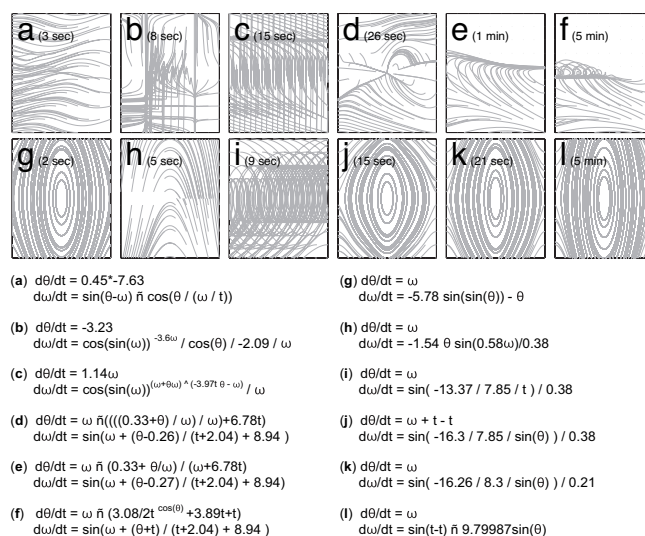 a (3 sec) b (8 sec) c (15 sec) d (26 sec) e (1 min) f (5 min)
g (2 sec) h (5 sec) i (9 sec) j (15 sec) k (21 sec) l (5 min)
(a) dθ/dt = 0.45*-7.63
dω/dt = sin(θ-ω) ñ cos(θ / (ω / t))
(b) dθ/dt = -3.23
dω/dt = cos(sin(ω)) ^-3.6ω / cos(θ) / -2.09 / ω
(c) dθ/dt = 1.14ω
dω/dt = cos(sin(ω))^(ω+θω) ^ (-3.97t θ - ω) / ω
(d) dθ/dt = ω ñ((((0.33+θ) / ω) / ω)+6.78t)
dω/dt = sin(ω + (θ-0.26) / (t+2.04) + 8.94 )
(e) dθ/dt = ω ñ (0.33+ θ/ω) / (ω+6.78t)
dω/dt = sin(ω + (θ-0.27) / (t+2.04) + 8.94)
(f) dθ/dt = ω ñ (3.08/2t ^cos(θ) +3.89t+t)
dω/dt = sin(ω + (θ+t) / (t+2.04) + 8.94 )
(g) dθ/dt = ω
dω/dt = -5.78 sin(sin(θ)) - θ
(h) dθ/dt = ω
dω/dt = -1.54 θ sin(0.58ω)/0.38
(i) dθ/dt = ω
dω/dt = sin( -13.37 / 7.85 / t ) / 0.38
(j) dθ/dt = ω + t - t
dω/dt = sin( -16.3 / 7.85 / sin(θ) ) / 0.38
(k) dθ/dt = ω
dω/dt = sin( -16.26 / 8.3 / sin(θ) ) / 0.21
(l) dθ/dt = ω
dω/dt = sin(t-t) ñ 9.79987sin(θ)